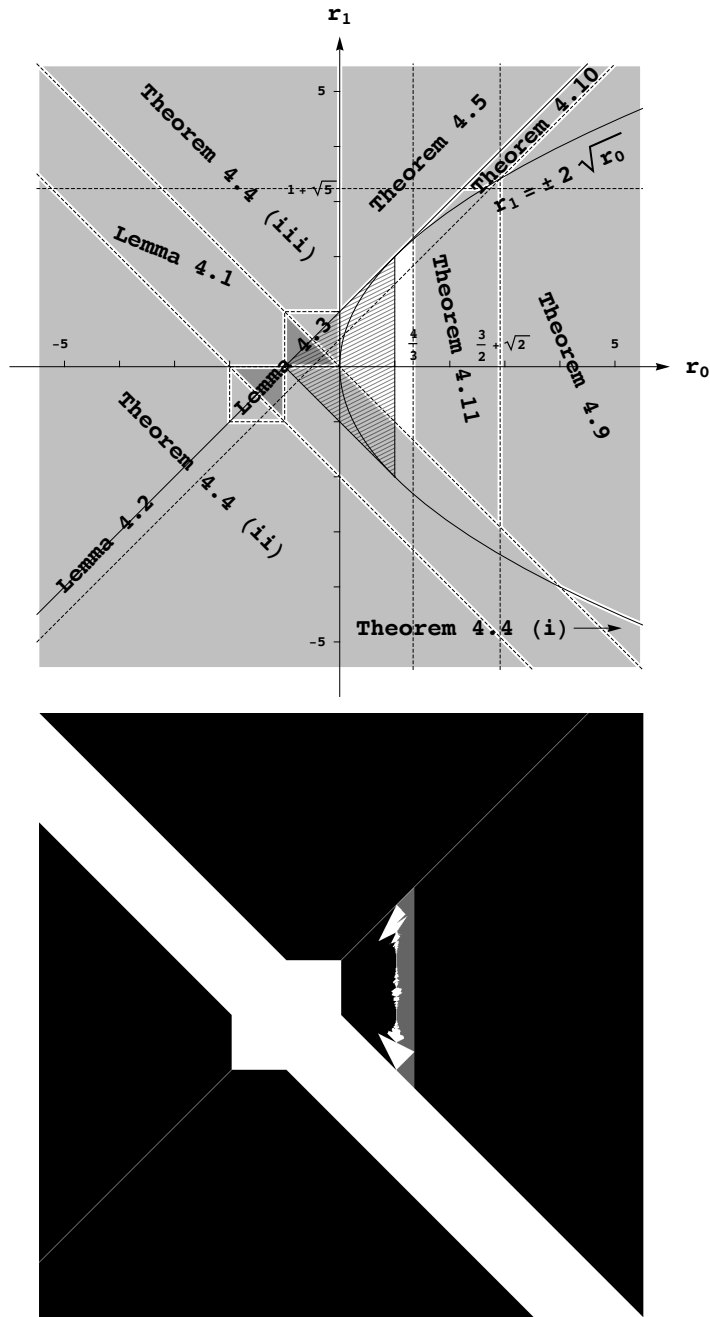 r₁
5
Theorem 4.10
Theorem 4.5
Theorem 4.4 (iii)
1 + √5
r₁ = ± 2 √r₀
Lemma 4.1
Theorem 4.11
Theorem 4.9
Lemma 4.3
-5
4/3
3/2 + √2
5
r₀
Theorem 4.4 (ii)
Lemma 4.2
Theorem 4.4 (i)
-5